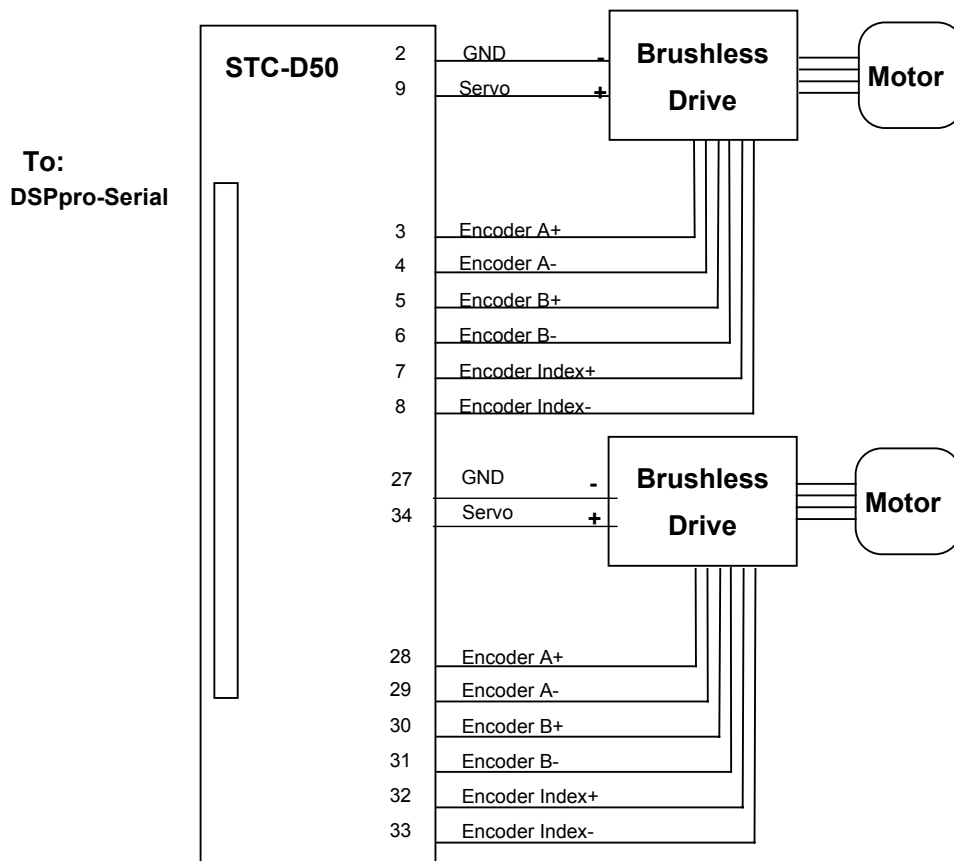 STC-D50
To:
DSPpro-Serial
2 GND -
9 Servo +
Brushless
Drive
Motor
3 Encoder A+
4 Encoder A-
5 Encoder B+
6 Encoder B-
7 Encoder Index+
8 Encoder Index-
27 GND -
34 Servo +
Brushless
Drive
Motor
28 Encoder A+
29 Encoder A-
30 Encoder B+
31 Encoder B-
32 Encoder Index+
33 Encoder Index-